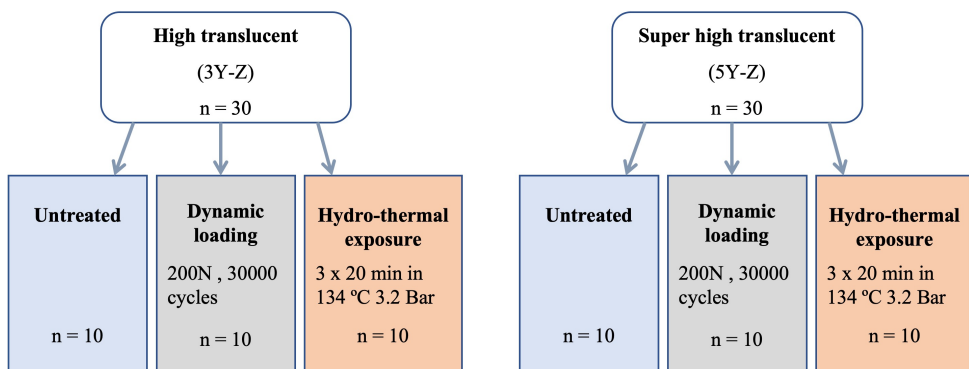 High translucent
(3Y-Z)
n = 30
Untreated
n = 10
Dynamic
loading
200N , 30000
cycles
n = 10
Hydro-thermal
exposure
3 x 20 min in
134 ºC 3.2 Bar
n = 10
Super high translucent
(5Y-Z)
n = 30
Untreated
n = 10
Dynamic
loading
200N , 30000
cycles
n = 10
Hydro-thermal
exposure
3 x 20 min in
134 ºC 3.2 Bar
n = 10